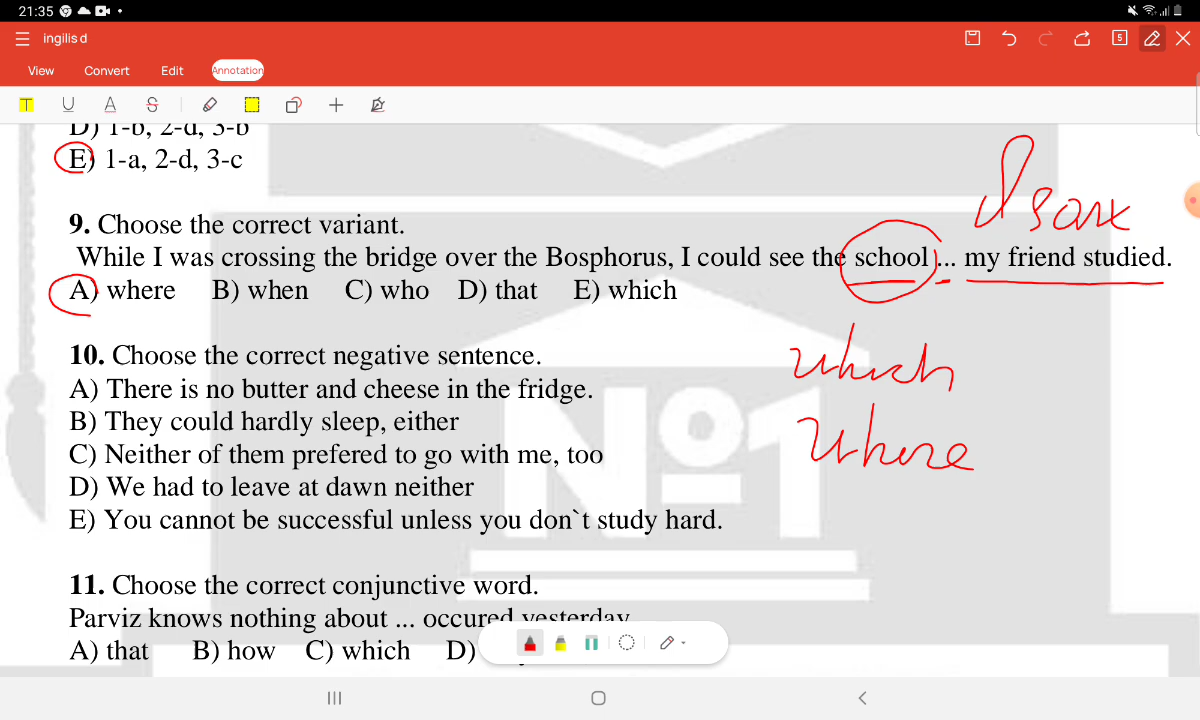 21:35
ingilis d
5
View Convert Edit Annotation
T U A S
D) 1-b, 2-d, 3-b
E) 1-a, 2-d, 3-c
9. Choose the correct variant.
While I was crossing the bridge over the Bosphorus, I could see the school ... my friend studied.
A) where B) when C) who D) that E) which
which
where
10. Choose the correct negative sentence.
A) There is no butter and cheese in the fridge.
B) They could hardly sleep, either
C) Neither of them prefered to go with me, too
D) We had to leave at dawn neither
E) You cannot be successful unless you don`t study hard.
№1
11. Choose the correct conjunctive word.
Parviz knows nothing about ... occured yesterday
A) that B) how C) which D)